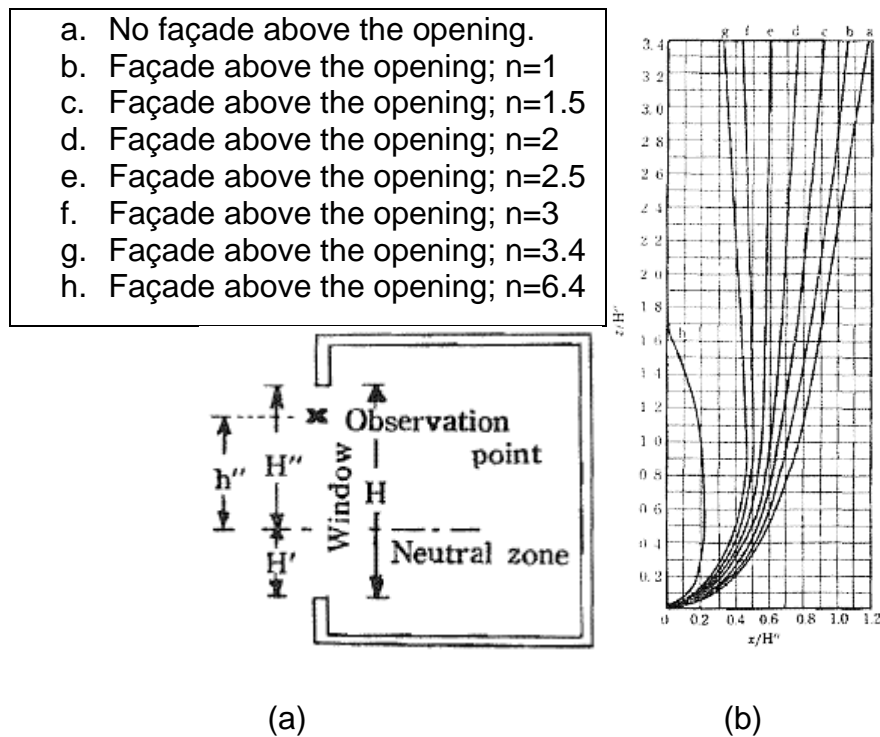 a. No façade above the opening.
b. Façade above the opening; n=1
c. Façade above the opening; n=1.5
d. Façade above the opening; n=2
e. Façade above the opening; n=2.5
f. Façade above the opening; n=3
g. Façade above the opening; n=3.4
h. Façade above the opening; n=6.4
g f e d c b a
3.4
3.2
3.0
2.8
2.6
2.4
2.2
2.0
1.8
1.6
h
1.4
1.2
1.0
0.8
0.6
0.4
0.2
0 0.2 0.4 0.6 0.8 1.0 1.2
z/H"
x/H"
Observation
point
h"
H"
Window
H
Neutral zone
H'
(a)
(b)